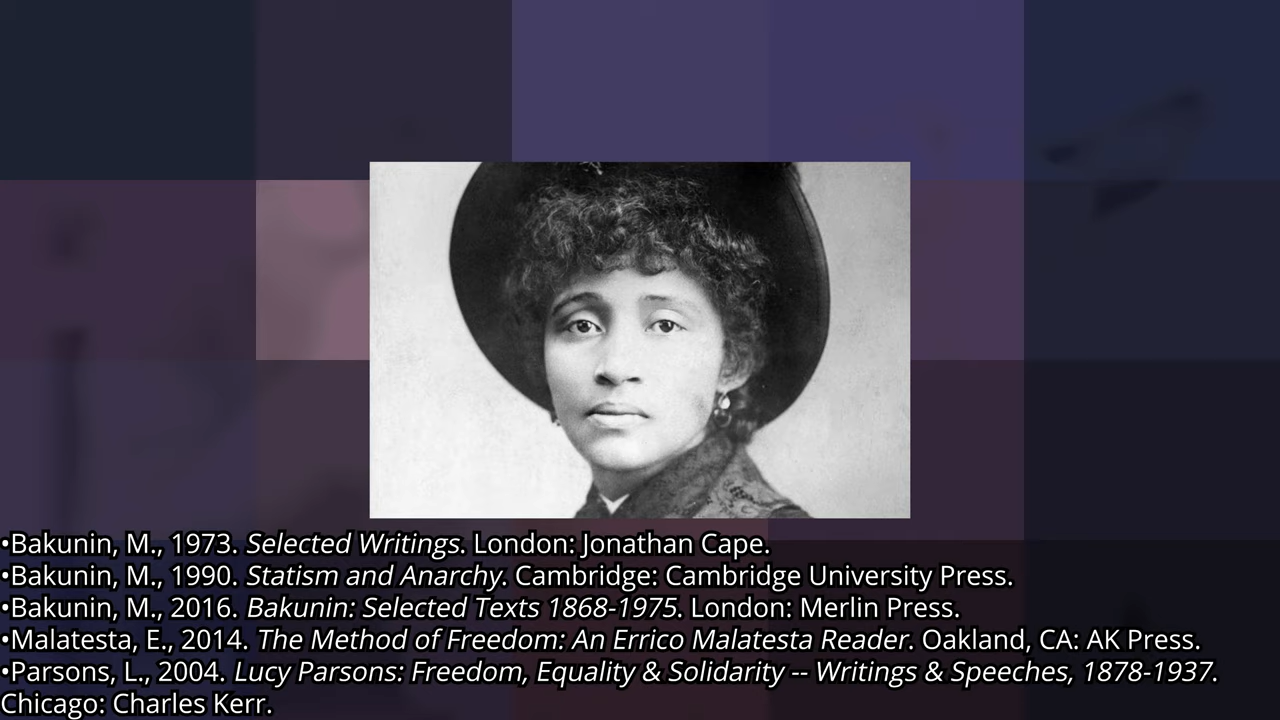 •Bakunin, M., 1973. Selected Writings. London: Jonathan Cape.
•Bakunin, M., 1990. Statism and Anarchy. Cambridge: Cambridge University Press.
•Bakunin, M., 2016. Bakunin: Selected Texts 1868-1975. London: Merlin Press.
•Malatesta, E., 2014. The Method of Freedom: An Errico Malatesta Reader. Oakland, CA: AK Press.
•Parsons, L., 2004. Lucy Parsons: Freedom, Equality & Solidarity -- Writings & Speeches, 1878-1937.
Chicago: Charles Kerr.